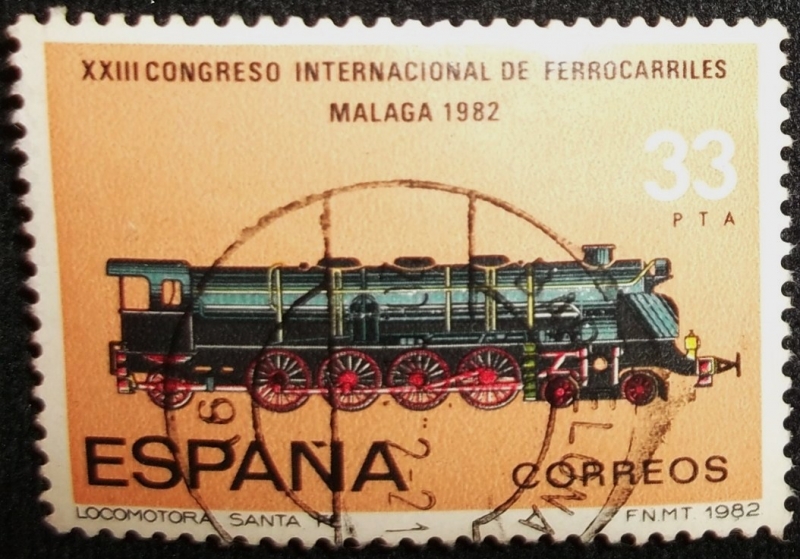 XXIII CONGRESO INTERNACIONAL DE FERROCARRILES
MALAGA 1982
33
PTA
ESPAÑA
CORREOS
LOCOMOTORA SANTA
F.N.M.T. 1982